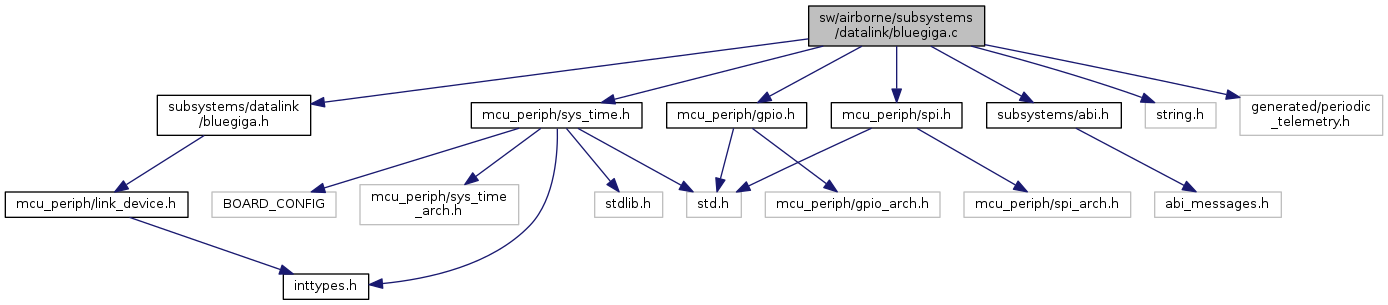 sw/airborne/subsystems
/datalink/bluegiga.c
subsystems/datalink
/bluegiga.h
mcu_periph/sys_time.h
mcu_periph/gpio.h
mcu_periph/spi.h
subsystems/abi.h
string.h
generated/periodic
_telemetry.h
mcu_periph/link_device.h
BOARD_CONFIG
mcu_periph/sys_time
_arch.h
stdlib.h
std.h
mcu_periph/gpio_arch.h
mcu_periph/spi_arch.h
abi_messages.h
inttypes.h